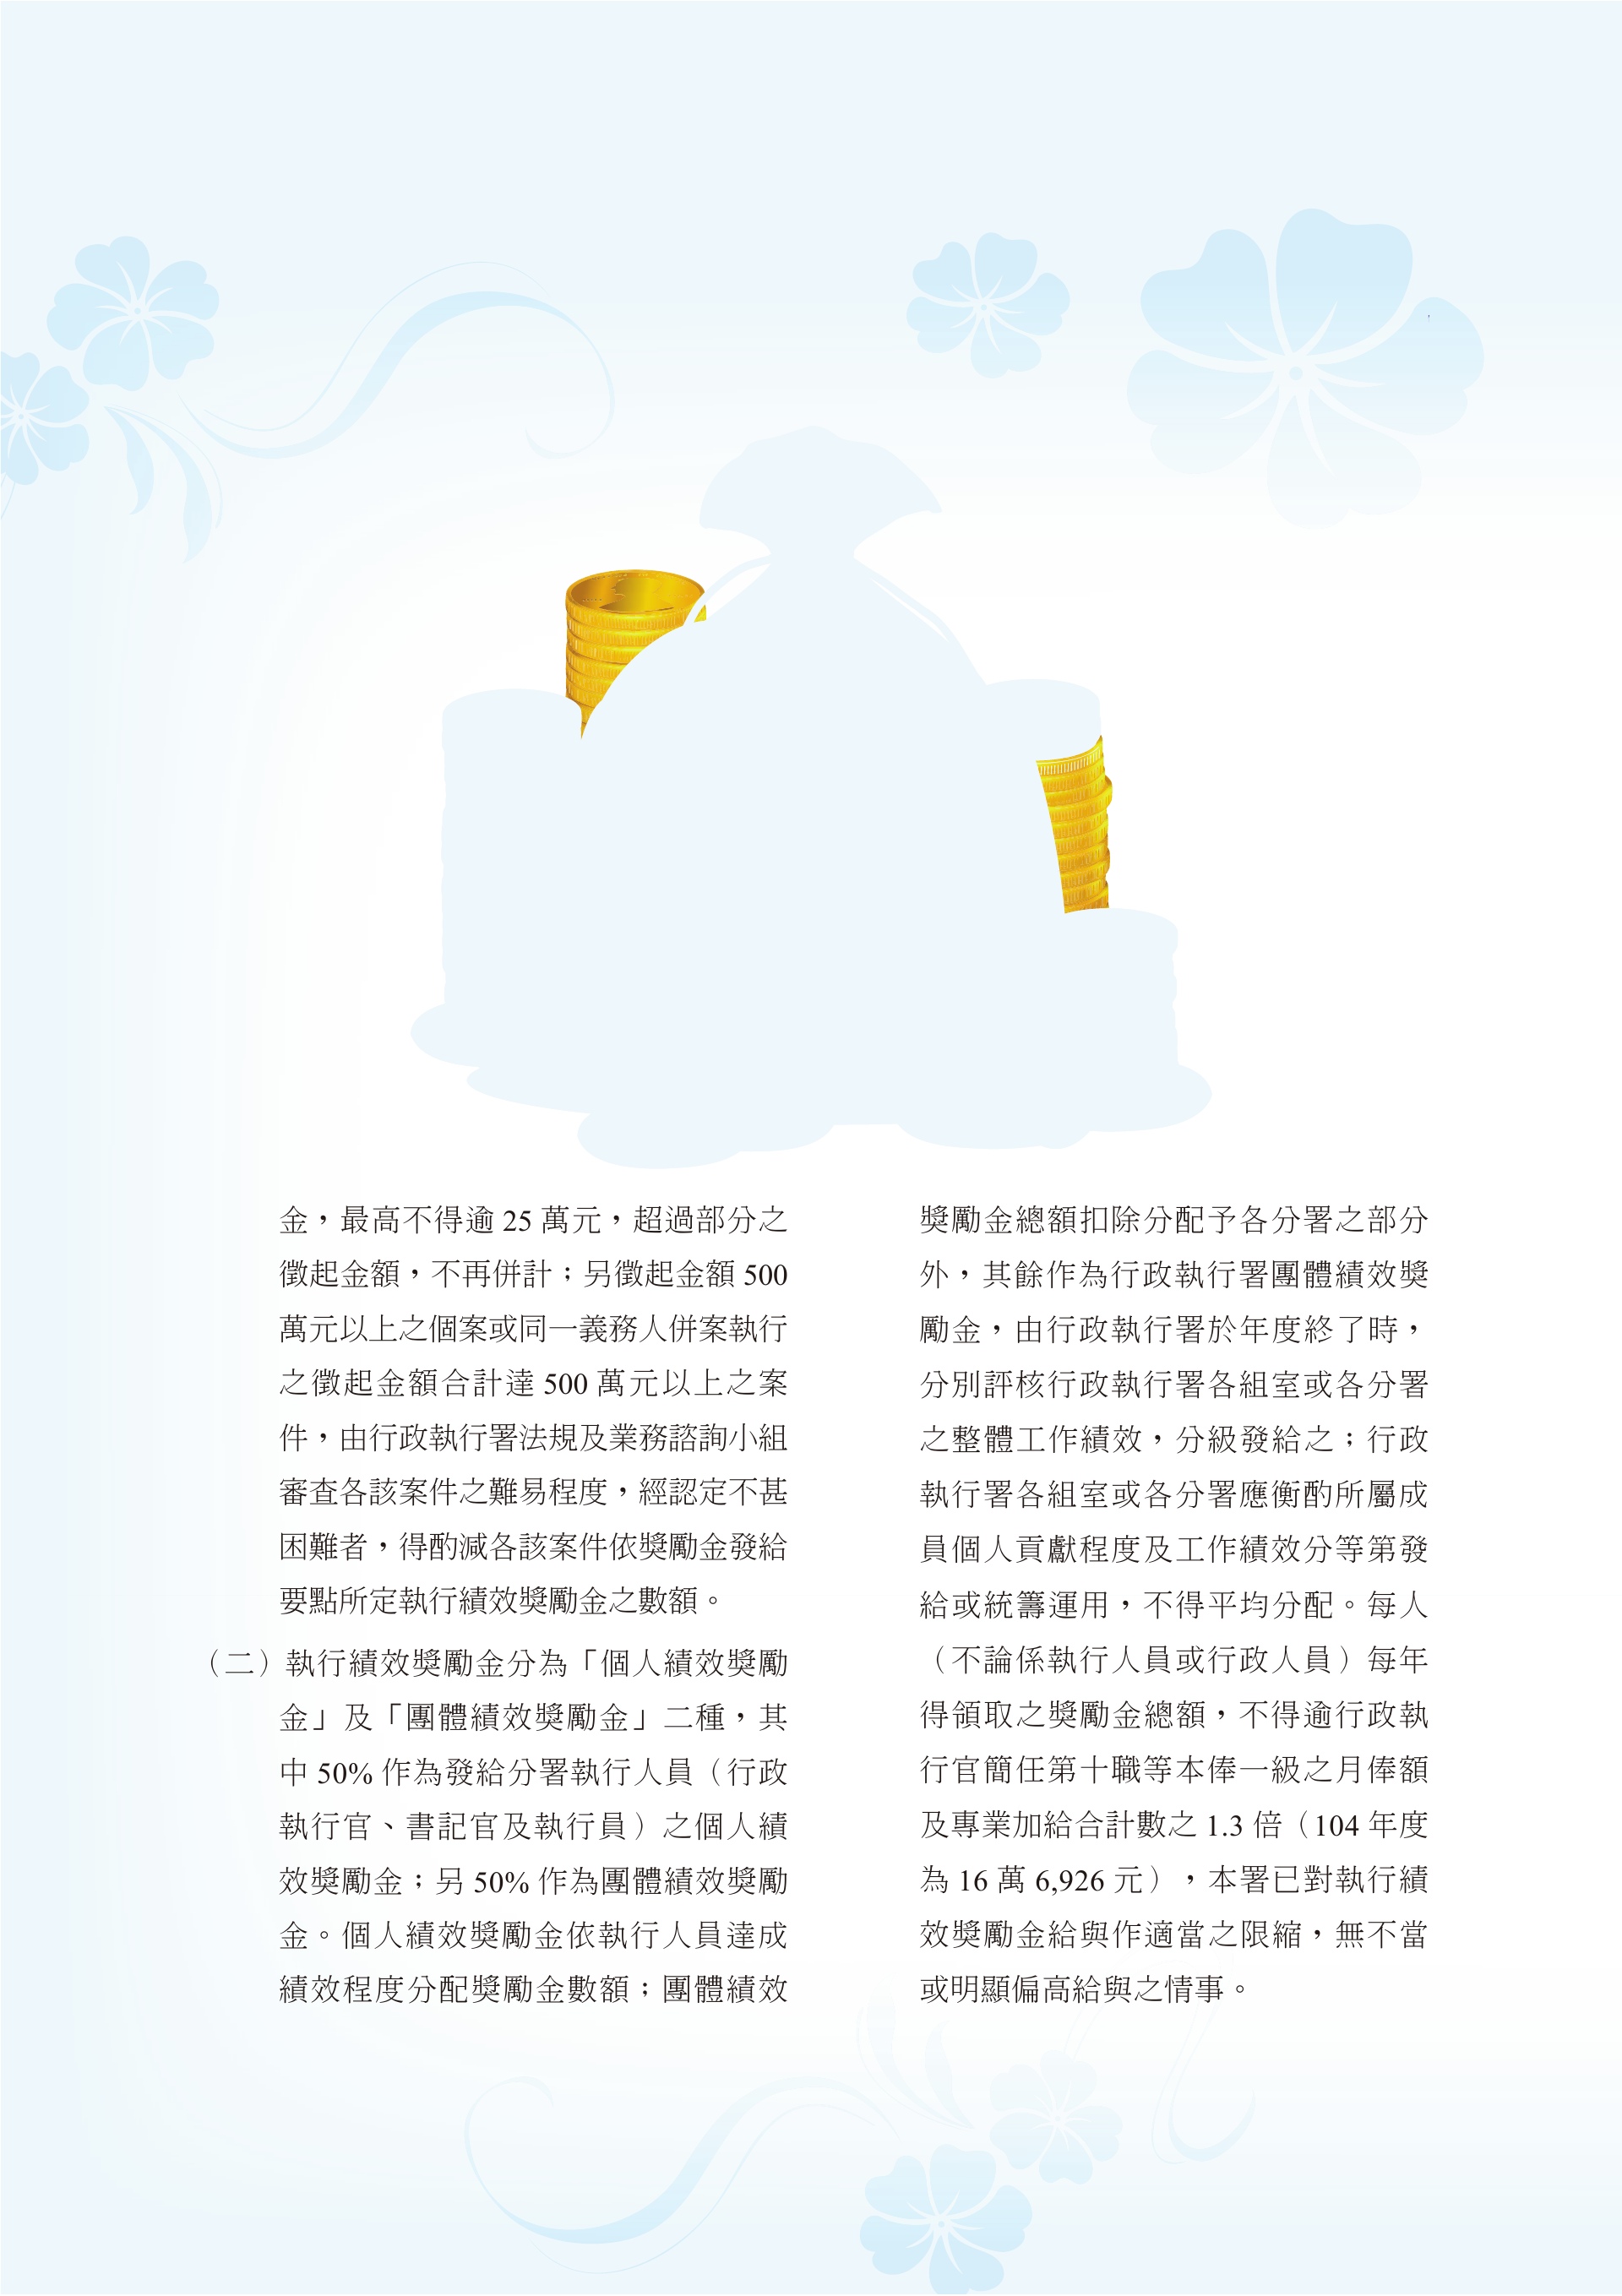 金，最高不得逾 25 萬元，超過部分之
徵起金額，不再併計；另徵起金額 500
萬元以上之個案或同一義務人併案執行
之徵起金額合計達 500 萬元以上之案
件，由行政執行署法規及業務諮詢小組
審查各該案件之難易程度，經認定不甚
困難者，得酌減各該案件依獎勵金發給
要點所定執行績效獎勵金之數額。
（二）執行績效獎勵金分為「個人績效獎勵
金」及「團體績效獎勵金」二種，其
中 50% 作為發給分署執行人員（行政
執行官、書記官及執行員）之個人績
效獎勵金；另 50% 作為團體績效獎勵
金。個人績效獎勵金依執行人員達成
績效程度分配獎勵金數額；團體績效
獎勵金總額扣除分配予各分署之部分
外，其餘作為行政執行署團體績效獎
勵金，由行政執行署於年度終了時，
分別評核行政執行署各組室或各分署
之整體工作績效，分級發給之；行政
執行署各組室或各分署應衡酌所屬成
員個人貢獻程度及工作績效分等第發
給或統籌運用，不得平均分配。每人
（不論係執行人員或行政人員）每年
得領取之獎勵金總額，不得逾行政執
行官簡任第十職等本俸一級之月俸額
及專業加給合計數之 1.3 倍（104 年度
為 16 萬 6,926 元），本署已對執行績
效獎勵金給與作適當之限縮，無不當
或明顯偏高給與之情事。